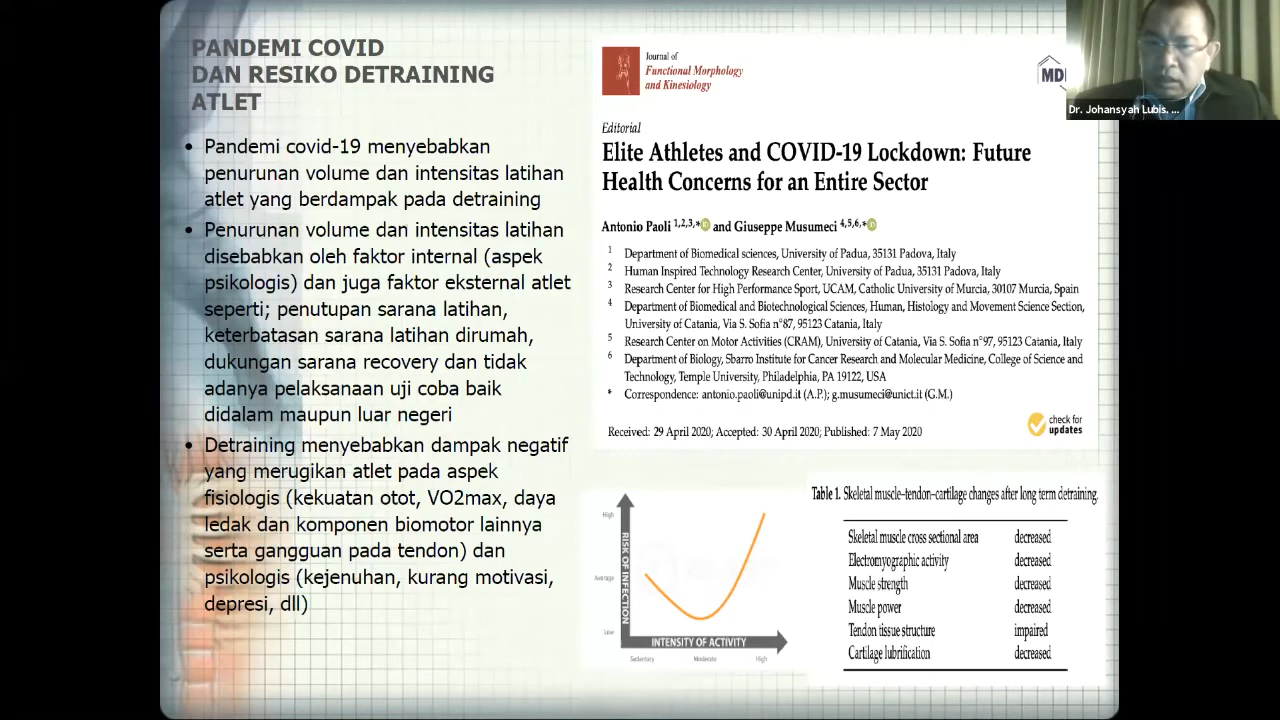 PANDEMI COVID
DAN RESIKO DETRAINING
ATLET
• Pandemi covid-19 menyebabkan
penurunan volume dan intensitas latihan
atlet yang berdampak pada detraining
• Penurunan volume dan intensitas latihan
disebabkan oleh faktor internal (aspek
psikologis) dan juga faktor eksternal atlet
seperti; penutupan sarana latihan,
keterbatasan sarana latihan dirumah,
dukungan sarana recovery dan tidak
adanya pelaksanaan uji coba baik
didalam maupun luar negeri
• Detraining menyebabkan dampak negatif
yang merugikan atlet pada aspek
fisiologis (kekuatan otot, VO2max, daya
ledak dan komponen biomotor lainnya
serta gangguan pada tendon) dan
psikologis (kejenuhan, kurang motivasi,
depresi, dll)
Journal of
Functional Morphology
and Kinesiology
MD
Dr. Johansyah Lubis. ...
Editorial
Elite Athletes and COVID-19 Lockdown: Future
Health Concerns for an Entire Sector
Antonio Paoli 1,2,3,* and Giuseppe Musumeci 4,5,6,*
1 Department of Biomedical sciences, University of Padua, 35131 Padova, Italy
2 Human Inspired Technology Research Center, University of Padua, 35131 Padova, Italy
3 Research Center for High Performance Sport, UCAM, Catholic University of Murcia, 30107 Murcia, Spain
4 Department of Biomedical and Biotechnological Sciences, Human, Histology and Movement Science Section,
University of Catania, Via S. Sofia n°87, 95123 Catania, Italy
5 Research Center on Motor Activities (CRAM), University of Catania, Via S. Sofia n°97, 95123 Catania, Italy
6 Department of Biology, Sbarro Institute for Cancer Research and Molecular Medicine, College of Science and
Technology, Temple University, Philadelphia, PA 19122, USA
* Correspondence: antonio.paoli@unipd.it (A.P.); g.musumeci@unict.it (G.M.)
Received: 29 April 2020; Accepted: 30 April 2020; Published: 7 May 2020
check for
updates
High
Average
Low
RISK OF INFECTION
INTENSITY OF ACTIVITY
Sedentary Moderate High
Table 1. Skeletal muscle–tendon–cartilage changes after long term detraining.
Skeletal muscle cross sectional area decreased
Electromyographic activity decreased
Muscle strength decreased
Muscle power decreased
Tendon tissue structure impaired
Cartilage lubrification decreased